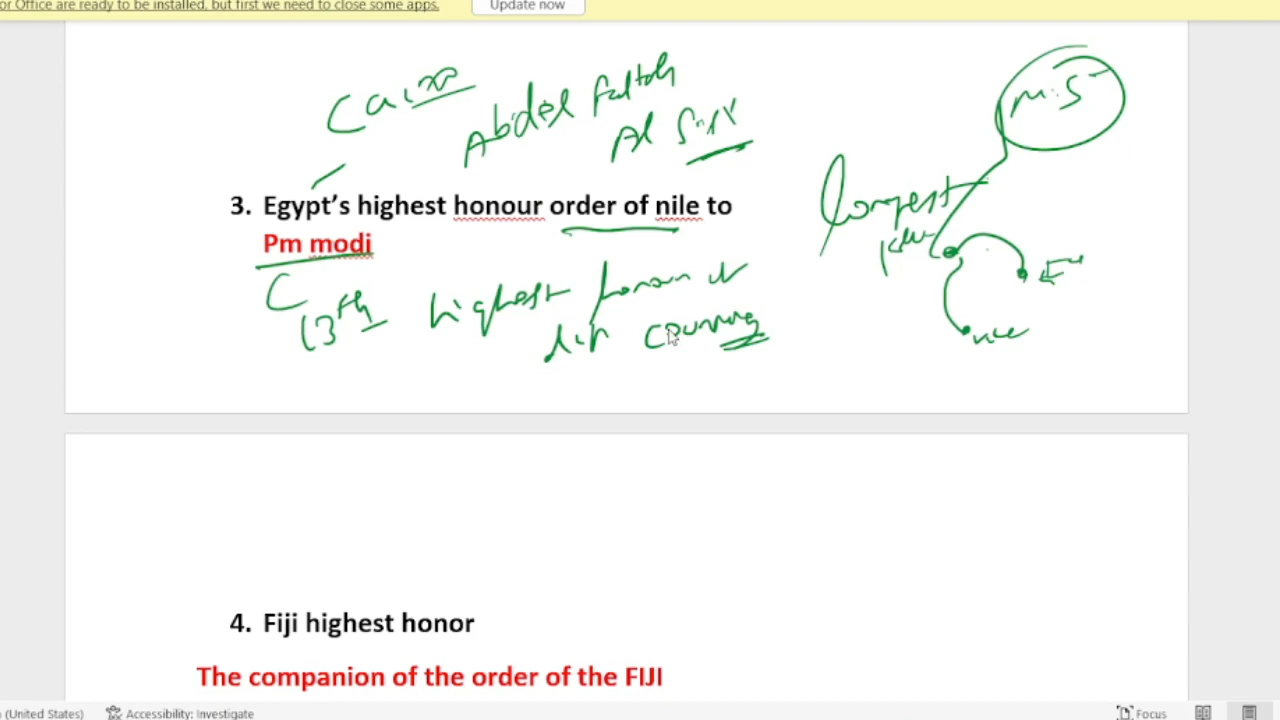 or Office are ready to be installed, but first we need to close some apps. Update now
Cairo
Abdel Fattah
Al Sisi
M.S
3. Egypt's highest honour order of nile to
Pm modi
longest
13th highest honour
country
4. Fiji highest honor
The companion of the order of the FIJI
(United States) Accessibility: Investigate Focus